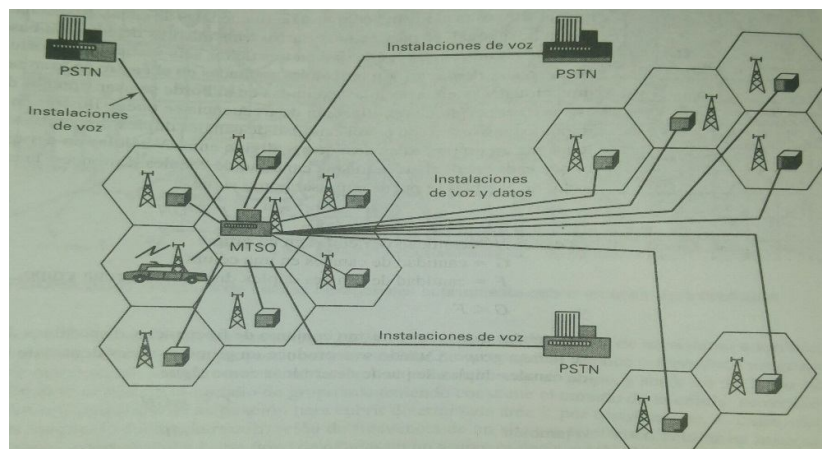 PSTN
Instalaciones
de voz
Instalaciones de voz
PSTN
Instalaciones
de voz y datos
MTSO
Instalaciones de voz
PSTN